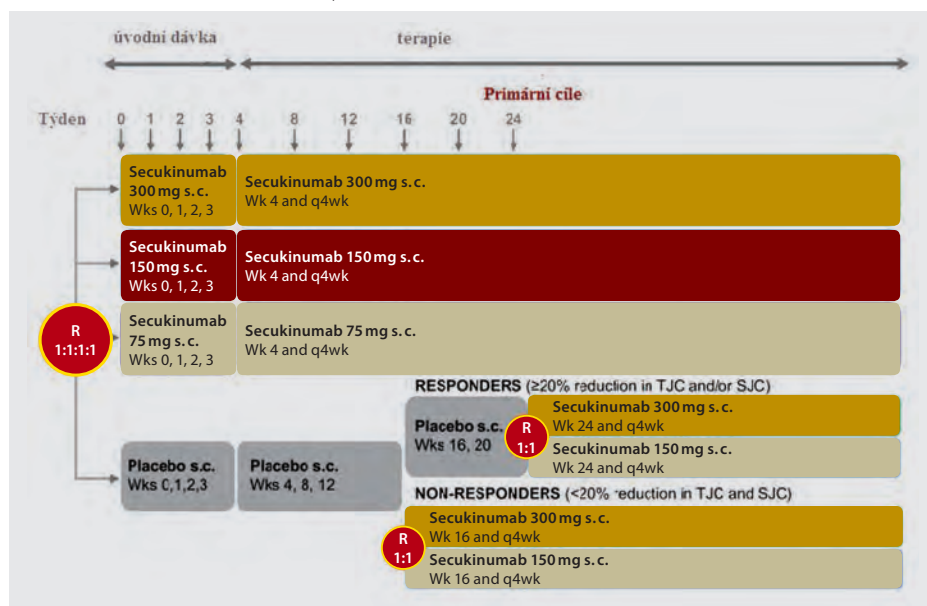 úvodní dávka
terapie
Primární cíle
Týden 0 1 2 3 4 8 12 16 20 24
Secukinumab
300 mg s. c.
Wks 0, 1, 2, 3
Secukinumab 300 mg s. c.
Wk 4 and q4wk
Secukinumab
150 mg s. c.
Wks 0, 1, 2, 3
Secukinumab 150 mg s. c.
Wk 4 and q4wk
R
1:1:1:1
Secukinumab
75 mg s. c.
Wks 0, 1, 2, 3
Secukinumab 75 mg s. c.
Wk 4 and q4wk
RESPONDERS (≥20% reduction in TJC and/or SJC)
Placebo s.c.
Wks 16, 20
R
1:1
Secukinumab 300 mg s. c.
Wk 24 and q4wk
Secukinumab 150 mg s. c.
Wk 24 and q4wk
Placebo s.c.
Wks 0,1,2,3
Placebo s.c.
Wks 4, 8, 12
NON-RESPONDERS (<20% reduction in TJC and SJC)
R
1:1
Secukinumab 300 mg s. c.
Wk 16 and q4wk
Secukinumab 150 mg s. c.
Wk 16 and q4wk